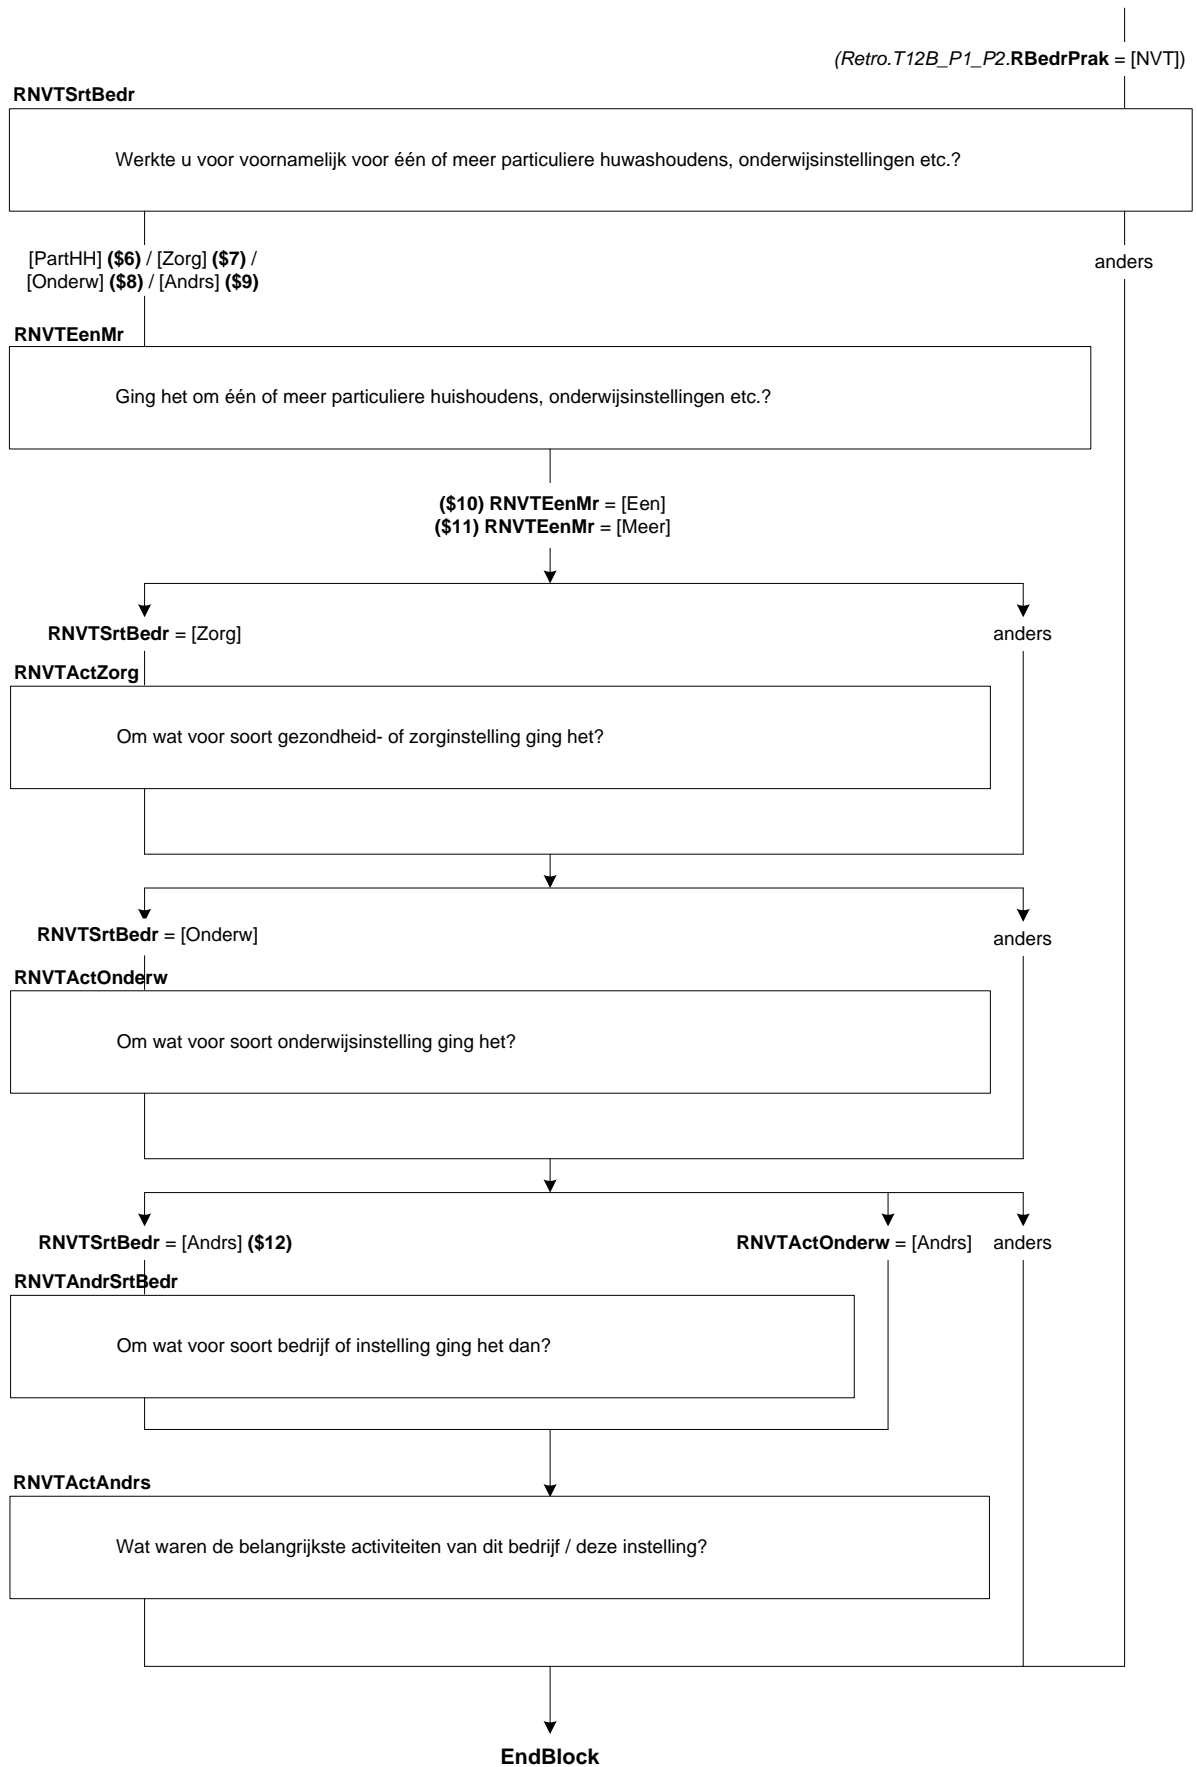 (Retro.T12B_P1_P2.RBedrPrak = [NVT])
RNVTSrtBedr
Werkte u voor voornamelijk voor één of meer particuliere huwashoudens, onderwijsinstellingen etc.?
[PartHH] ($6) / [Zorg] ($7) /
[Onderw] ($8) / [Andrs] ($9)
anders
RNVTEenMr
Ging het om één of meer particuliere huishoudens, onderwijsinstellingen etc.?
($10) RNVTEenMr = [Een]
($11) RNVTEenMr = [Meer]
RNVTSrtBedr = [Zorg]
anders
RNVTActZorg
Om wat voor soort gezondheid- of zorginstelling ging het?
RNVTSrtBedr = [Onderw]
anders
RNVTActOnderw
Om wat voor soort onderwijsinstelling ging het?
RNVTSrtBedr = [Andrs] ($12)
RNVTActOnderw = [Andrs]
anders
RNVTAndrSrtBedr
Om wat voor soort bedrijf of instelling ging het dan?
RNVTActAndrs
Wat waren de belangrijkste activiteiten van dit bedrijf / deze instelling?
EndBlock